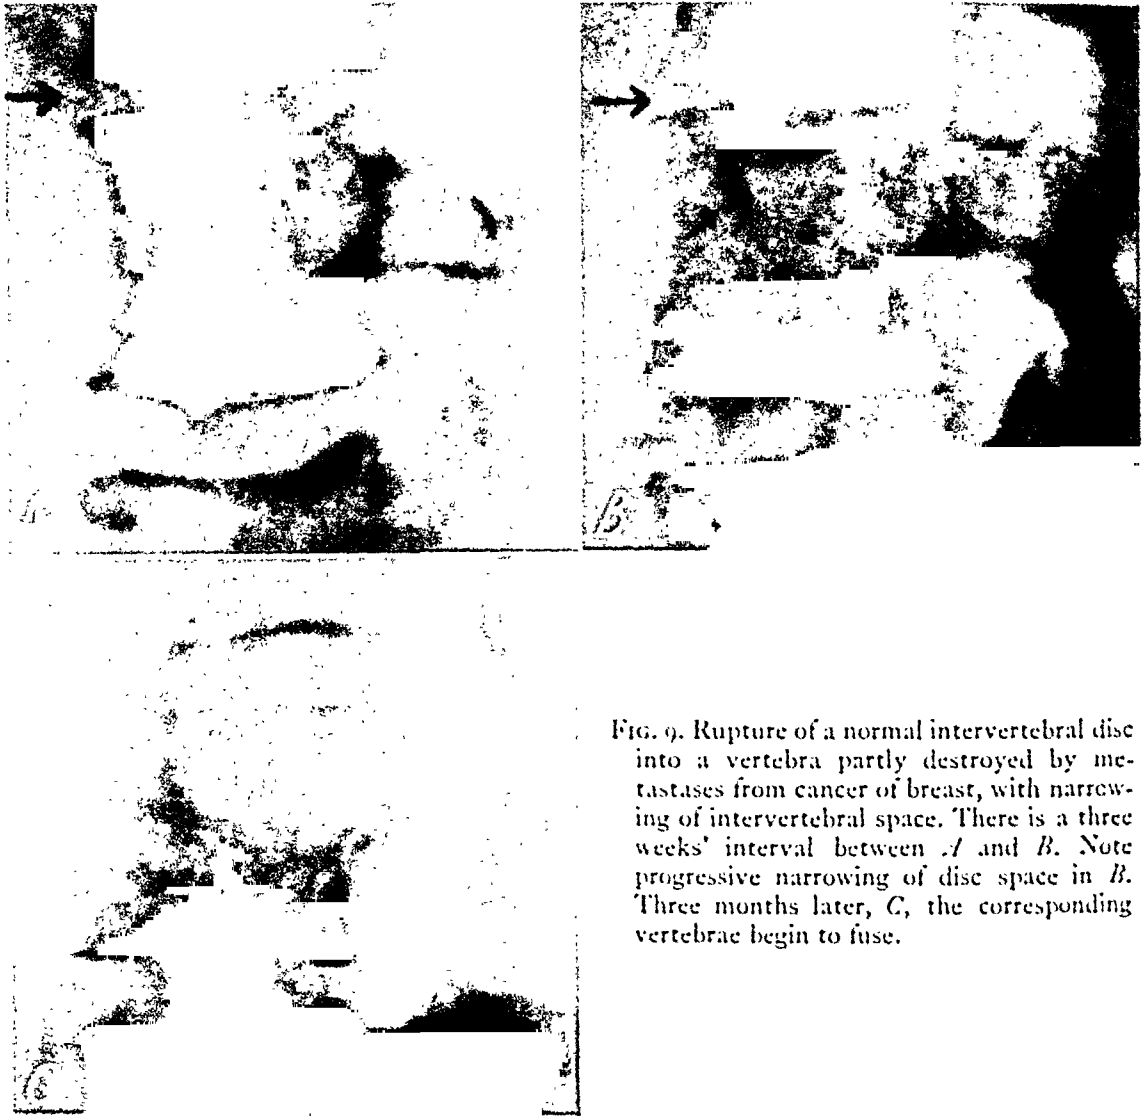 A
B
C
FIG. 9. Rupture of a normal intervertebral disc
into a vertebra partly destroyed by me-
tastases from cancer of breast, with narrow-
ing of intervertebral space. There is a three
weeks' interval between A and B. Note
progressive narrowing of disc space in B.
Three months later, C, the corresponding
vertebrae begin to fuse.